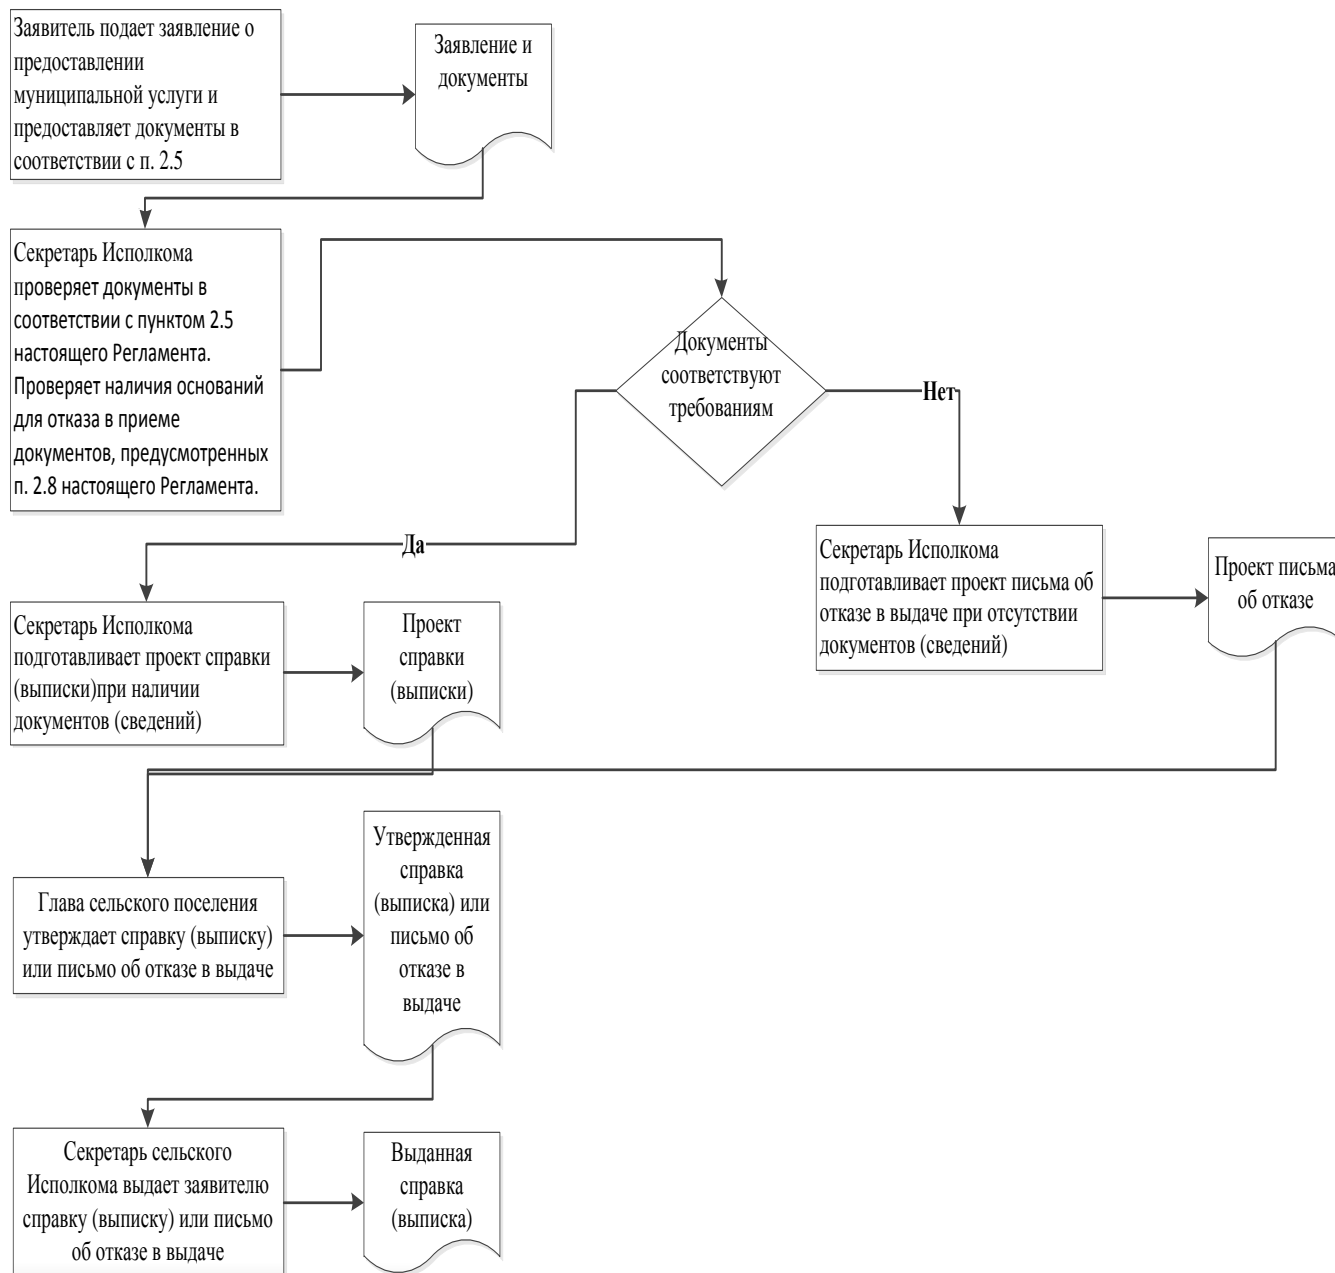 Заявитель подает заявление о
предоставлении
муниципальной услуги и
предоставляет документы в
соответствии с п. 2.5
Заявление и
документы
Секретарь Исполкома
проверяет документы в
соответствии с пунктом 2.5
настоящего Регламента.
Проверяет наличия оснований
для отказа в приеме
документов, предусмотренных
п. 2.8 настоящего Регламента.
Документы
соответствуют
требованиям
Нет
Да
Секретарь Исполкома
подготавливает проект письма об
отказе в выдаче при отсутствии
документов (сведений)
Проект письма
об отказе
Секретарь Исполкома
подготавливает проект справки
(выписки)при наличии
документов (сведений)
Проект
справки
(выписки)
Глава сельского поселения
утверждает справку (выписку)
или письмо об отказе в выдаче
Утвержденная
справка
(выписка) или
письмо об
отказе в
выдаче
Секретарь сельского
Исполкома выдает заявителю
справку (выписку) или письмо
об отказе в выдаче
Выданная
справка
(выписка)